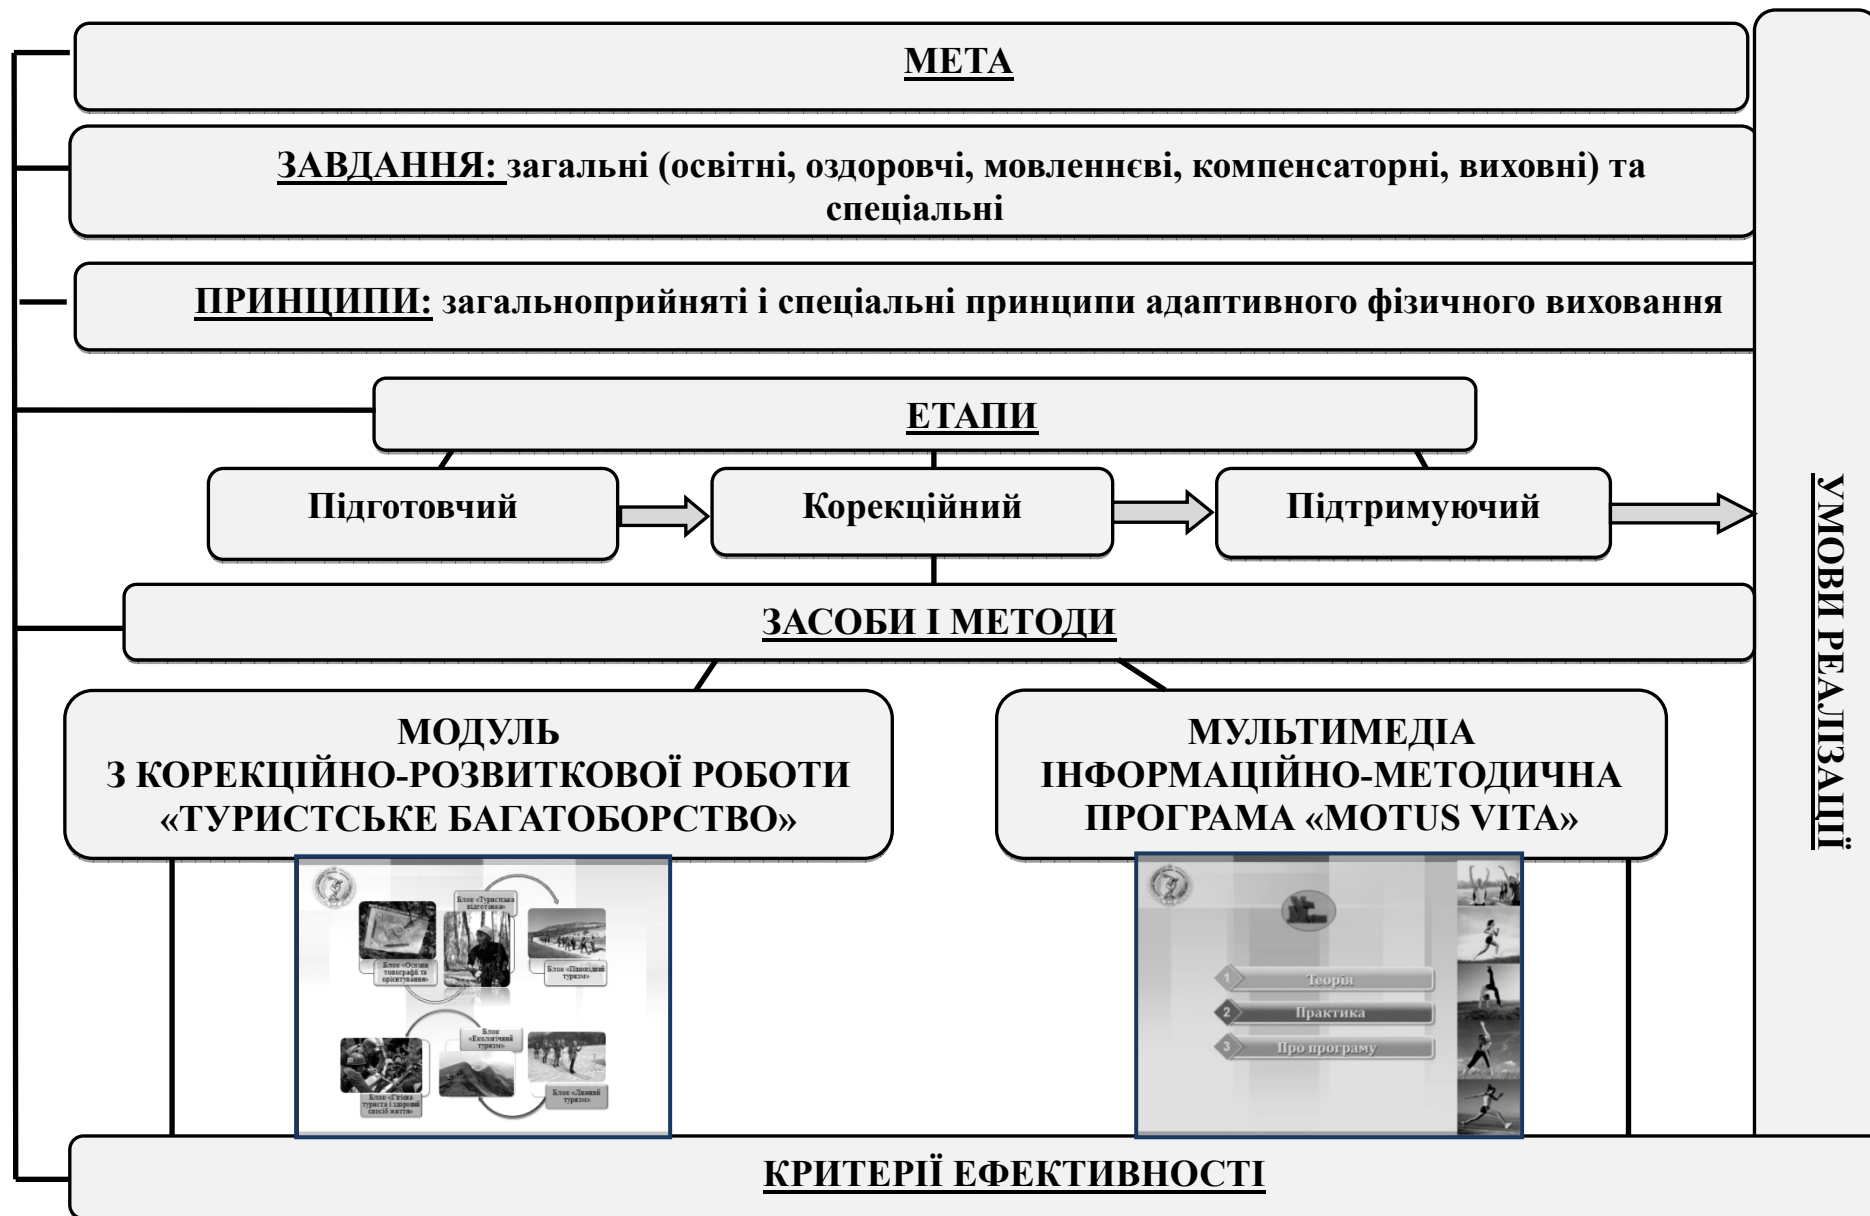 МЕТА
ЗАВДАННЯ: загальні (освітні, оздоровчі, мовленнєві, компенсаторні, виховні) та
спеціальні
ПРИНЦИПИ: загальноприйняті і спеціальні принципи адаптивного фізичного виховання
ЕТАПИ
Підготовчий
Корекційний
Підтримуючий
ЗАСОБИ І МЕТОДИ
МОДУЛЬ
З КОРЕКЦІЙНО-РОЗВИТКОВОЇ РОБОТИ
«ТУРИСТСЬКЕ БАГАТОБОРСТВО»
МУЛЬТИМЕДІА
ІНФОРМАЦІЙНО-МЕТОДИЧНА
ПРОГРАМА «MOTUS VITA»
Блок «Туристська
підготовка»
Блок «Основи
топографії та
орієнтування»
Блок «Пішохідний
туризм»
Блок
«Екологічний
туризм»
Блок «Гігієна
туриста і здоровий
спосіб життя»
Блок «Лижний
туризм»
1 Теорія
2 Практика
3 Про програму
КРИТЕРІЇ ЕФЕКТИВНОСТІ
УМОВИ РЕАЛІЗАЦІЇ